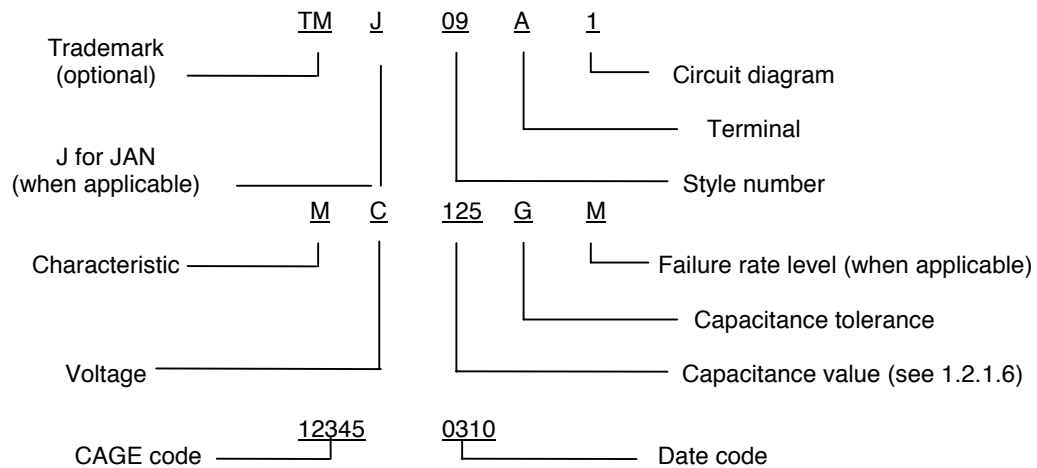 TM J 09 A 1
Trademark
(optional)
Circuit diagram
Terminal
J for JAN
(when applicable)
Style number
M C 125 G M
Characteristic
Failure rate level (when applicable)
Capacitance tolerance
Voltage
Capacitance value (see 1.2.1.6)
12345 0310
CAGE code
Date code